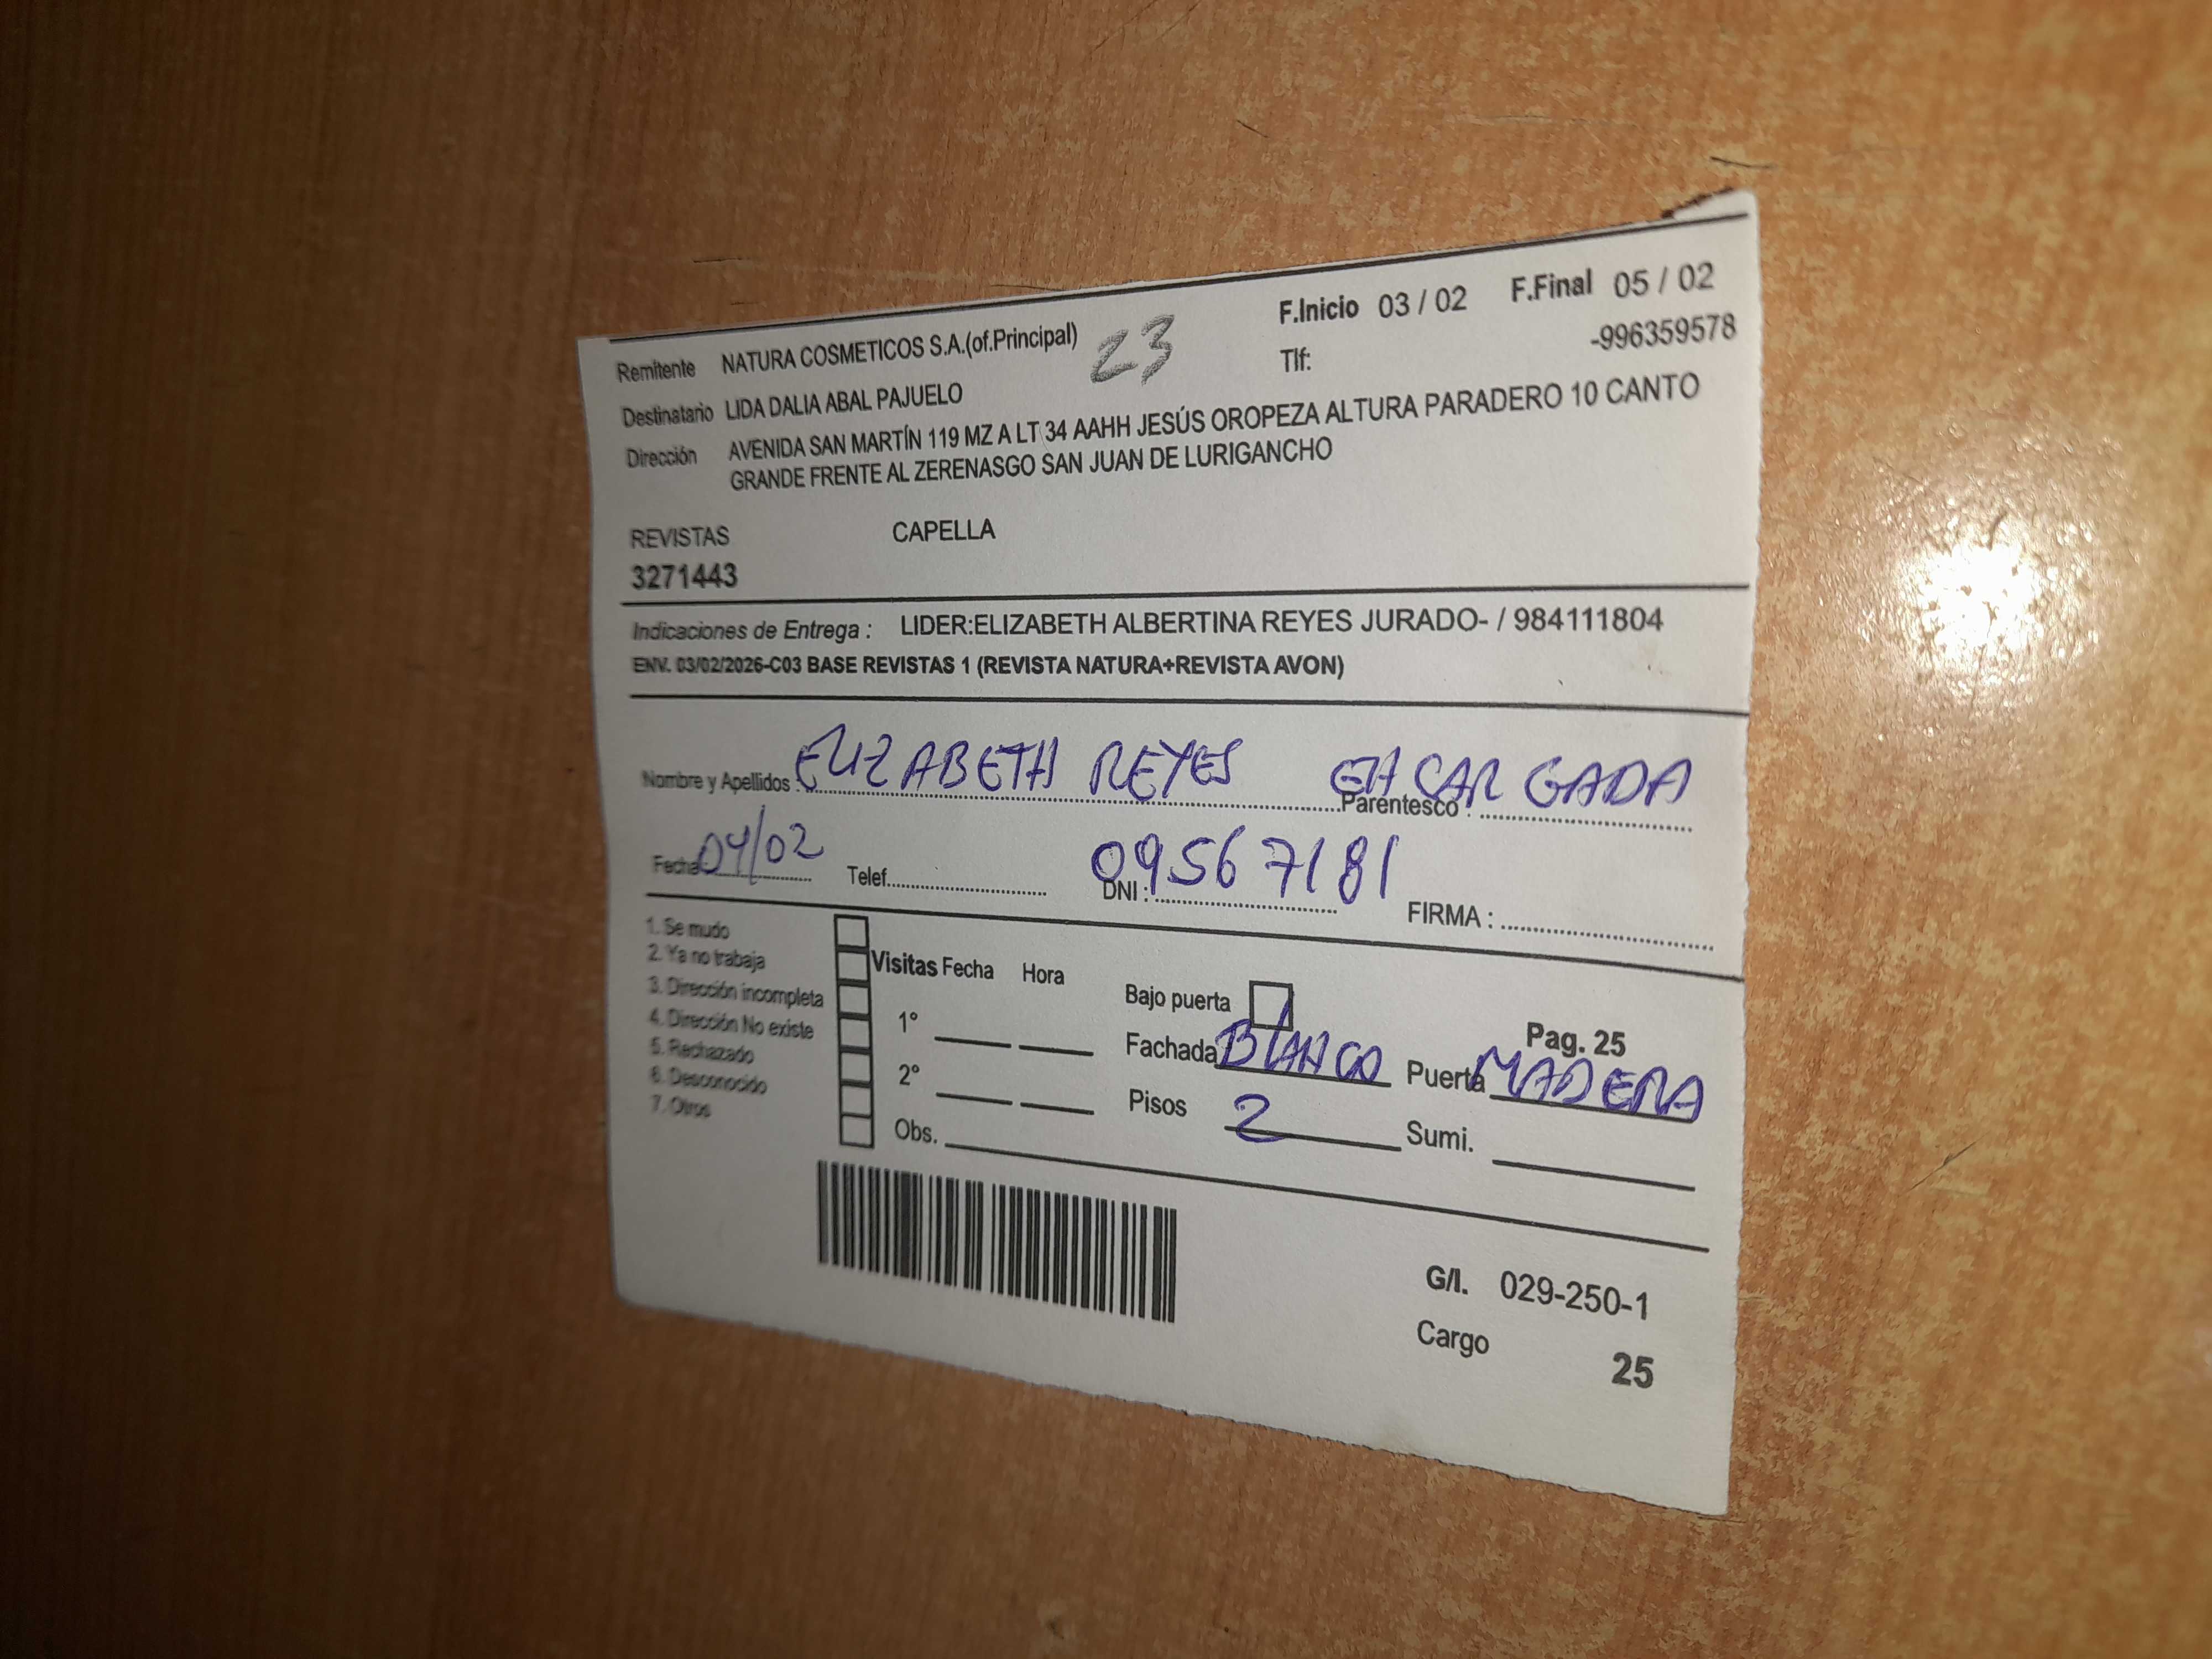 Remitente NATURA COSMETICOS S.A.(of.Principal) 23 F.Inicio 03 / 02 F.Final 05 / 02
Destinatario LIDA DALIA ABAL PAJUELO Tlf: -996359578
Dirección AVENIDA SAN MARTÍN 119 MZ A LT 34 AAHH JESÚS OROPEZA ALTURA PARADERO 10 CANTO
GRANDE FRENTE AL ZERENASGO SAN JUAN DE LURIGANCHO
REVISTAS CAPELLA
3271443
Indicaciones de Entrega : LIDER:ELIZABETH ALBERTINA REYES JURADO- / 984111804
ENV. 03/02/2026-C03 BASE REVISTAS 1 (REVISTA NATURA+REVISTA AVON)
Nombre y Apellidos : ELIZABETH REYES Parentesco : ENCARGADA
Fecha 04/02 Telef. DNI : 09567181 FIRMA :
1. Se mudo
2. Ya no trabaja
3. Dirección incompleta
4. Dirección No existe
5. Rechazado
6. Desconocido
7. Otros
Visitas Fecha Hora
1°
2°
Obs.
Bajo puerta Pag. 25
Fachada BLANCO Puerta MADERA
Pisos 2 Sumi.
G/I. 029-250-1
Cargo 25